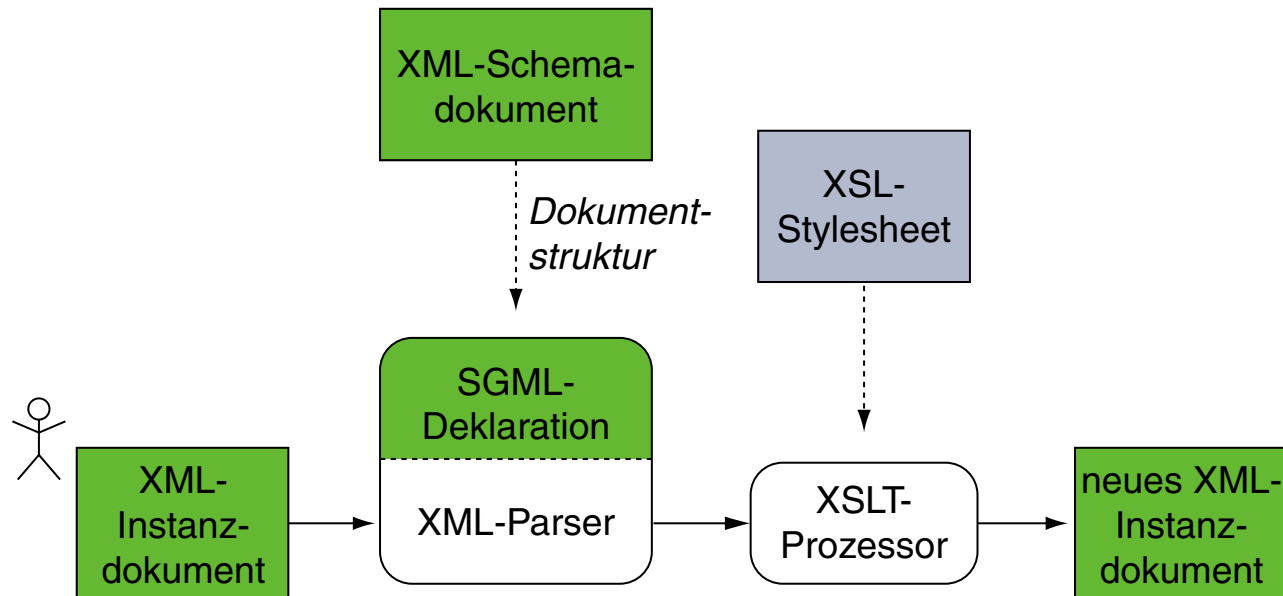 XML-Schema-
dokument
XSL-
Stylesheet
Dokument-
struktur
SGML-
Deklaration
XML-Parser
XML-
Instanz-
dokument
XSLT-
Prozessor
neues XML-
Instanz-
dokument